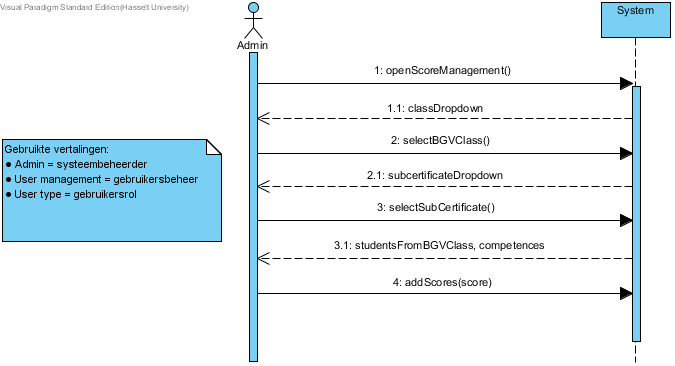 Visual Paradigm Standard Edition(Hasselt University)
System
Admin
1: openScoreManagement()
1.1: classDropdown
2: selectBGVClass()
Gebruikte vertalingen:
● Admin = systeembeheerder
● User management = gebruikersbeheer
● User type = gebruikersrol
2.1: subcertificateDropdown
3: selectSubCertificate()
3.1: studentsFromBGVClass, competences
4: addScores(score)